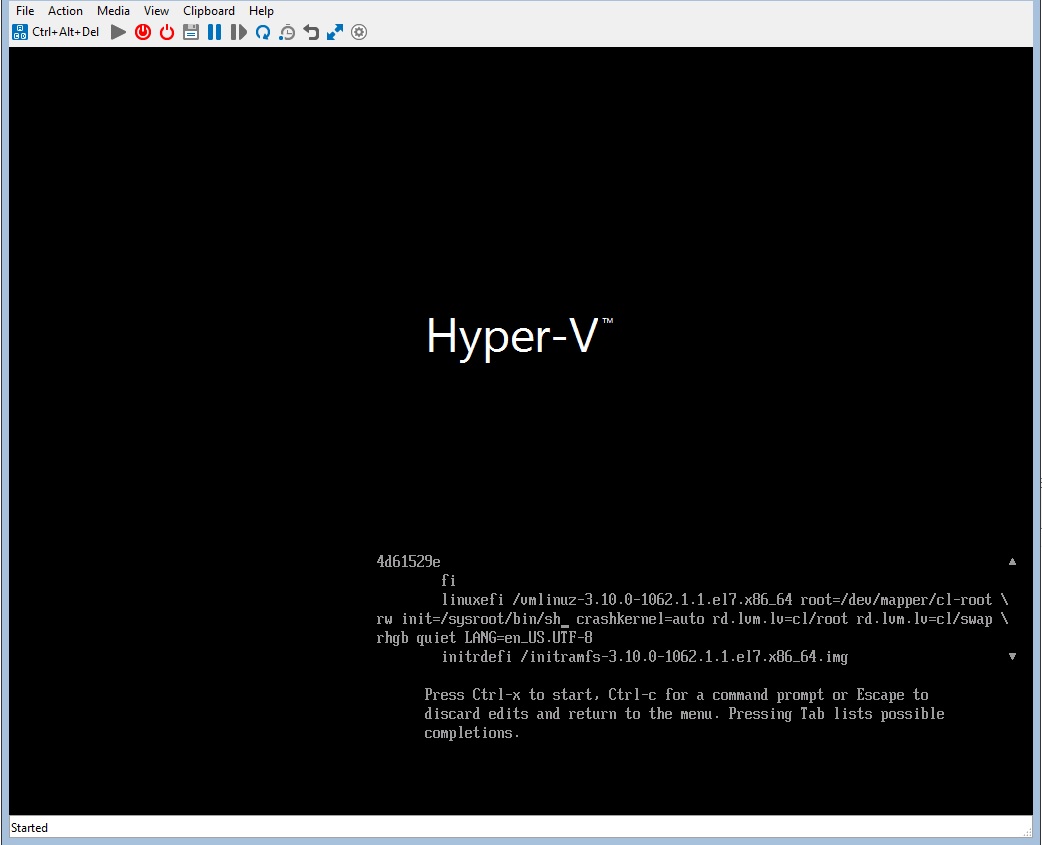 File Action Media View Clipboard Help
Ctrl+Alt+Del
Hyper-V™
4d61529e
fi
linuxefi /vmlinuz-3.10.0-1062.1.1.el7.x86_64 root=/dev/mapper/cl-root \
rw init=/sysroot/bin/sh_ crashkernel=auto rd.lvm.lv=cl/root rd.lvm.lv=cl/swap \
rhgb quiet LANG=en_US.UTF-8
initrdefi /initramfs-3.10.0-1062.1.1.el7.x86_64.img
Press Ctrl-x to start, Ctrl-c for a command prompt or Escape to
discard edits and return to the menu. Pressing Tab lists possible
completions.
Started